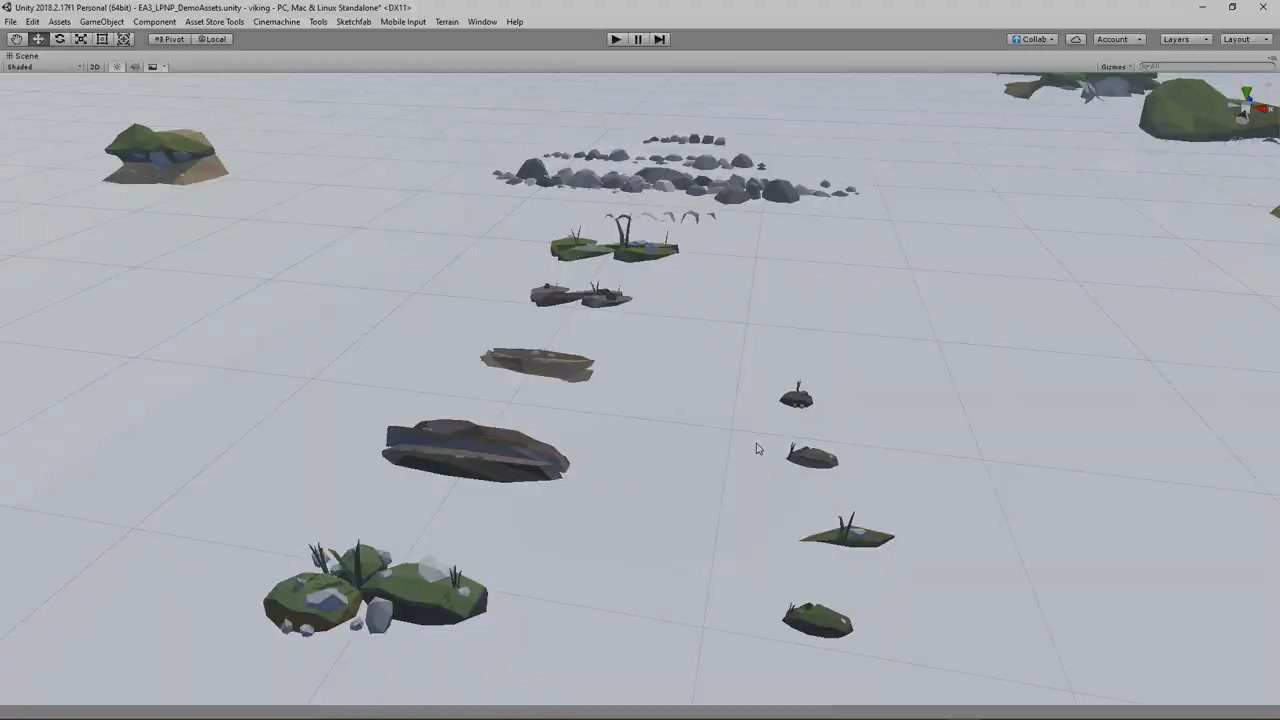 Unity 2018.2.17f1 Personal (64bit) - EA3_LPNP_DemoAssets.unity - viking - PC, Mac & Linux Standalone* <DX11>
File Edit Assets GameObject Component Asset Store Tools Cinemachine Tools Sketchfab Mobile Input Terrain Window Help
Pivot Local Collab Account Layers Layout
Scene
Shaded 2D Gizmos All